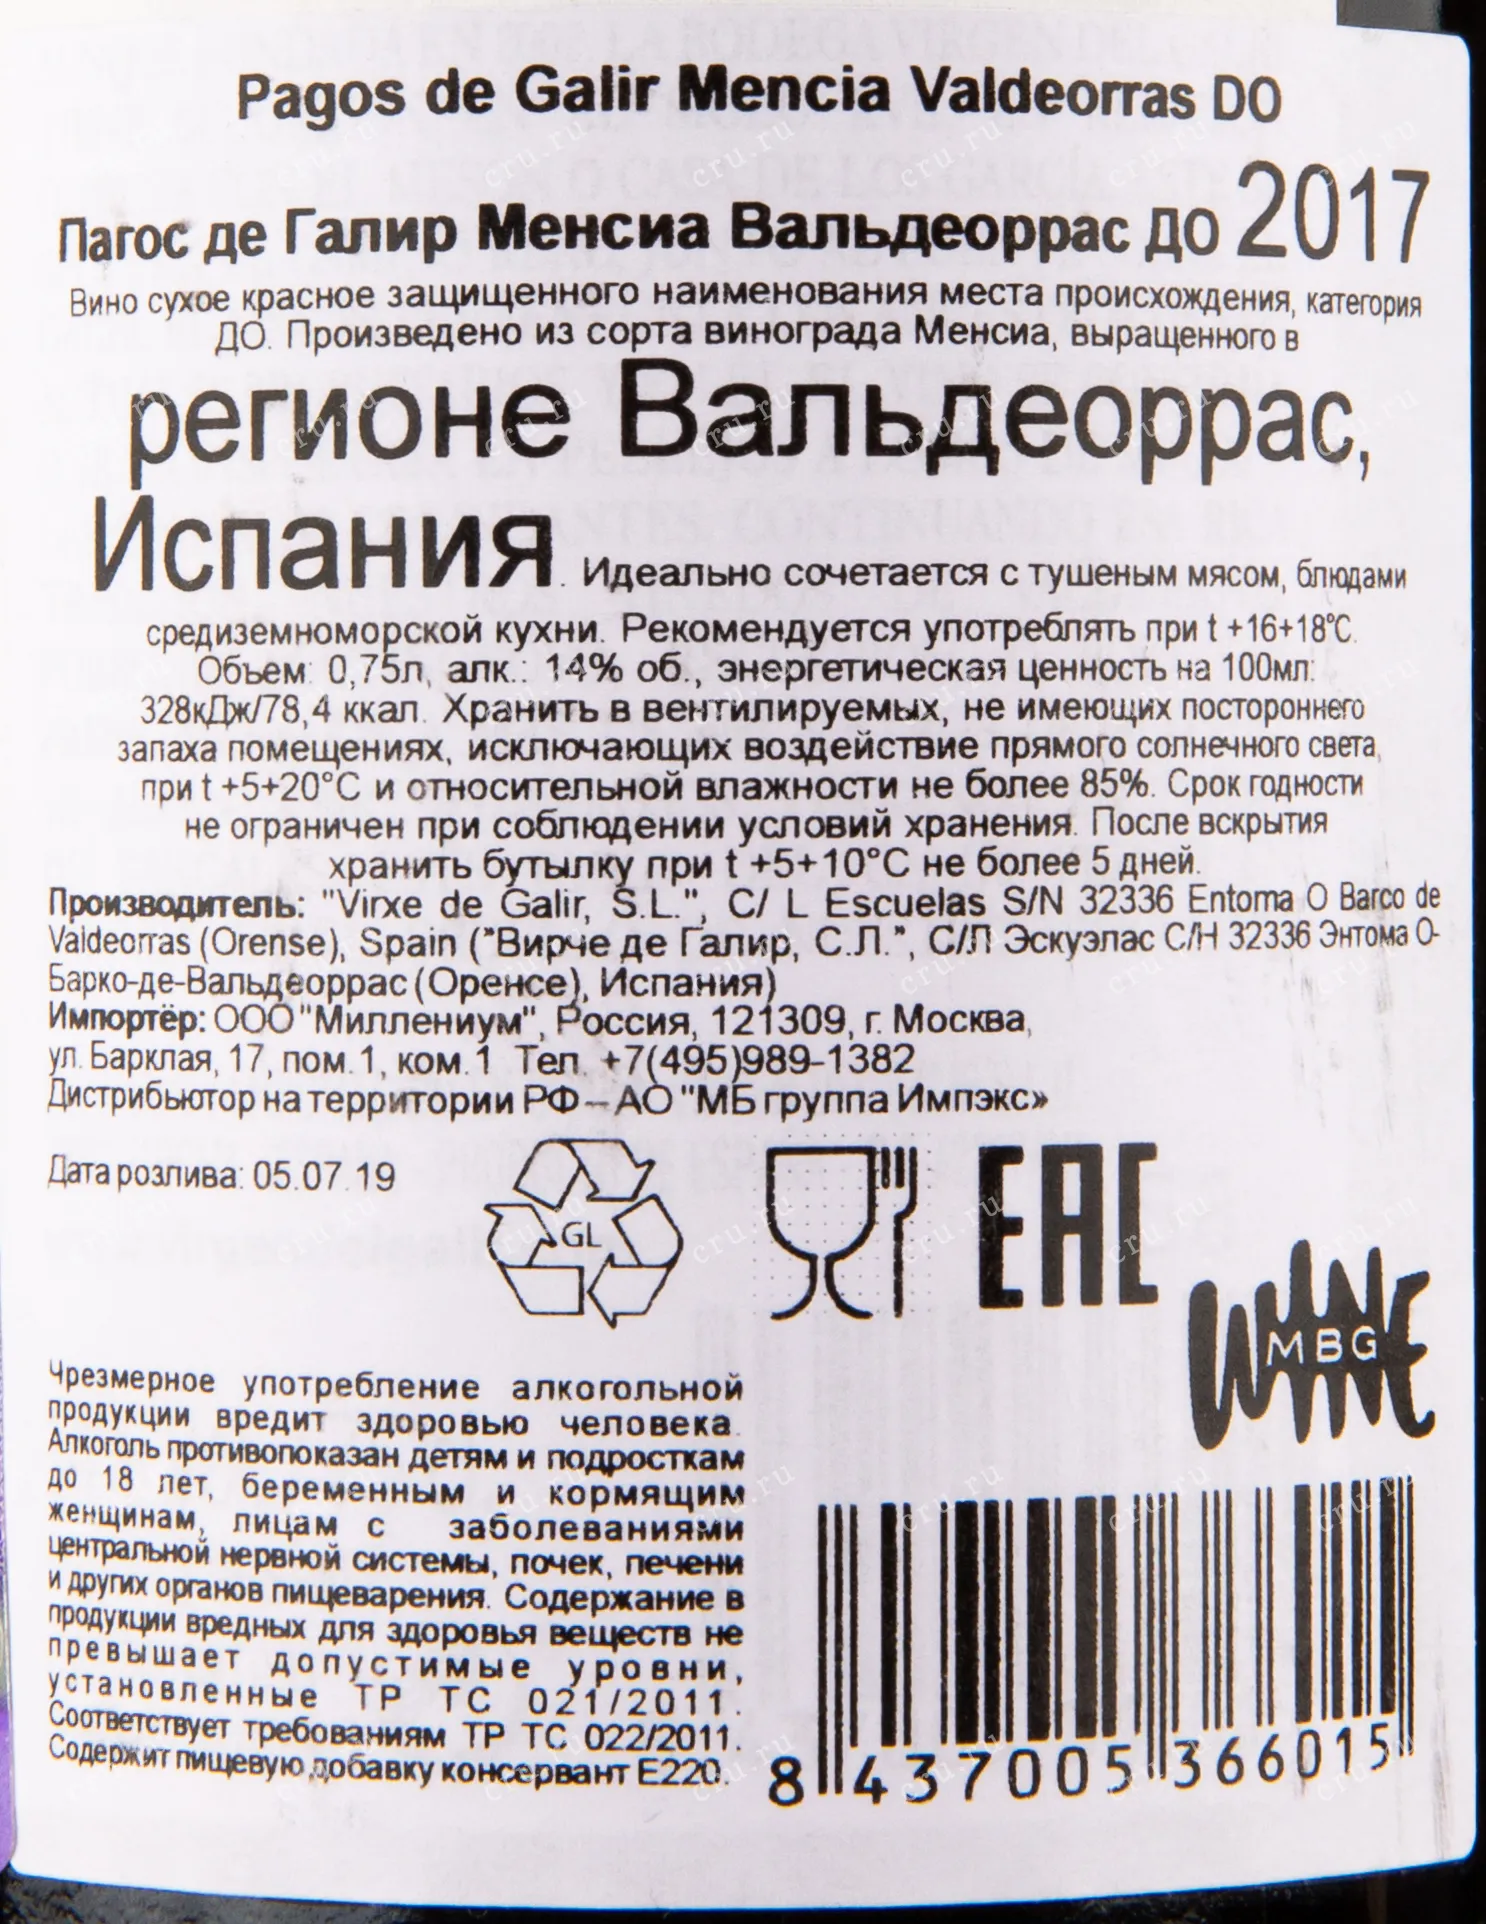 Pagos de Galir Mencia Valdeorras DO
Пагос де Галир Менсиа Вальдеоррас ДО 2017
Вино сухое красное защищенного наименования места происхождения, категория
ДО. Произведено из сорта винограда Менсиа, выращенного в
регионе Вальдеоррас,
Испания. Идеально сочетается с тушеным мясом, блюдами
средиземноморской кухни. Рекомендуется употреблять при t +16+18°C.
Объем: 0,75л, алк.: 14% об., энергетическая ценность на 100мл:
328кДж/78,4 ккал. Хранить в вентилируемых, не имеющих постороннего
запаха помещениях, исключающих воздействие прямого солнечного света,
при t +5+20°C и относительной влажности не более 85%. Срок годности
не ограничен при соблюдении условий хранения. После вскрытия
хранить бутылку при t +5+10°C не более 5 дней.
Производитель: "Virxe de Galir, S.L.", C/ L Escuelas S/N 32336 Entoma O Barco de
Valdeorras (Orense), Spain ("Вирче де Галир, С.Л.", С/Л Эскуэлас С/Н 32336 Энтома О-
Барко-де-Вальдеоррас (Оренсе), Испания)
Импортёр: ООО "Миллениум", Россия, 121309, г. Москва,
ул. Барклая, 17, пом.1, ком.1 Тел. +7(495)989-1382
Дистрибьютор на территории РФ – АО "МБ группа Импэкс»
Дата розлива: 05.07.19
GL
EAC
WINE
MBG
Чрезмерное употребление алкогольной
продукции вредит здоровью человека.
Алкоголь противопоказан детям и подросткам
до 18 лет, беременным и кормящим
женщинам, лицам с заболеваниями
центральной нервной системы, почек, печени
и других органов пищеварения. Содержание в
продукции вредных для здоровья веществ не
превышает допустимые уровни,
установленные ТР ТС 021/2011.
Соответствует требованиям ТР ТС 022/2011.
Содержит пищевую добавку консервант Е220.
8 437005 366015
cru.ru